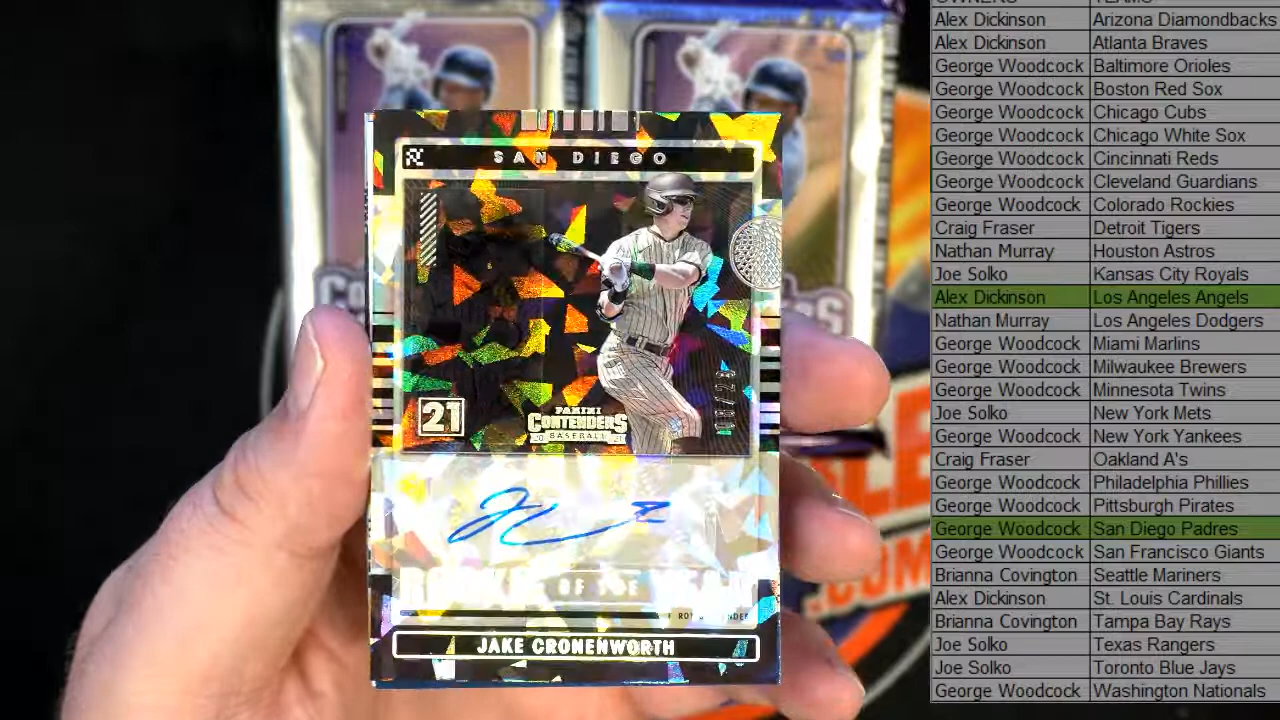 SAN DIEGO
21
PANINI
CONTENDERS
20 BASEBALL 21
OF THE
JAKE CRONENWORTH
.COM
OWNERS TEAMS
Alex Dickinson Arizona Diamondbacks
Alex Dickinson Atlanta Braves
George Woodcock Baltimore Orioles
George Woodcock Boston Red Sox
George Woodcock Chicago Cubs
George Woodcock Chicago White Sox
George Woodcock Cincinnati Reds
George Woodcock Cleveland Guardians
George Woodcock Colorado Rockies
Craig Fraser Detroit Tigers
Nathan Murray Houston Astros
Joe Solko Kansas City Royals
Alex Dickinson Los Angeles Angels
Nathan Murray Los Angeles Dodgers
George Woodcock Miami Marlins
George Woodcock Milwaukee Brewers
George Woodcock Minnesota Twins
Joe Solko New York Mets
George Woodcock New York Yankees
Craig Fraser Oakland A's
George Woodcock Philadelphia Phillies
George Woodcock Pittsburgh Pirates
George Woodcock San Diego Padres
George Woodcock San Francisco Giants
Brianna Covington Seattle Mariners
Alex Dickinson St. Louis Cardinals
Brianna Covington Tampa Bay Rays
Joe Solko Texas Rangers
Joe Solko Toronto Blue Jays
George Woodcock Washington Nationals